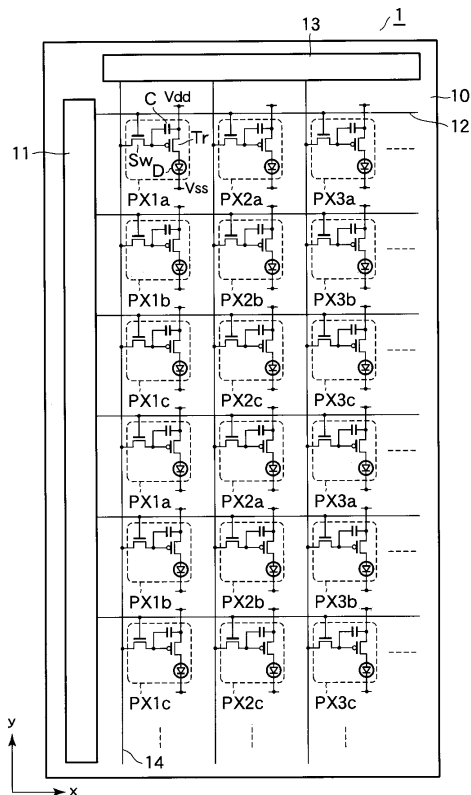 1
13
10
12
11
C
Vdd
Sw
Tr
D
Vss
PX1a PX2a PX3a
PX1b PX2b PX3b
PX1c PX2c PX3c
PX1a PX2a PX3a
PX1b PX2b PX3b
PX1c PX2c PX3c
14
y
x